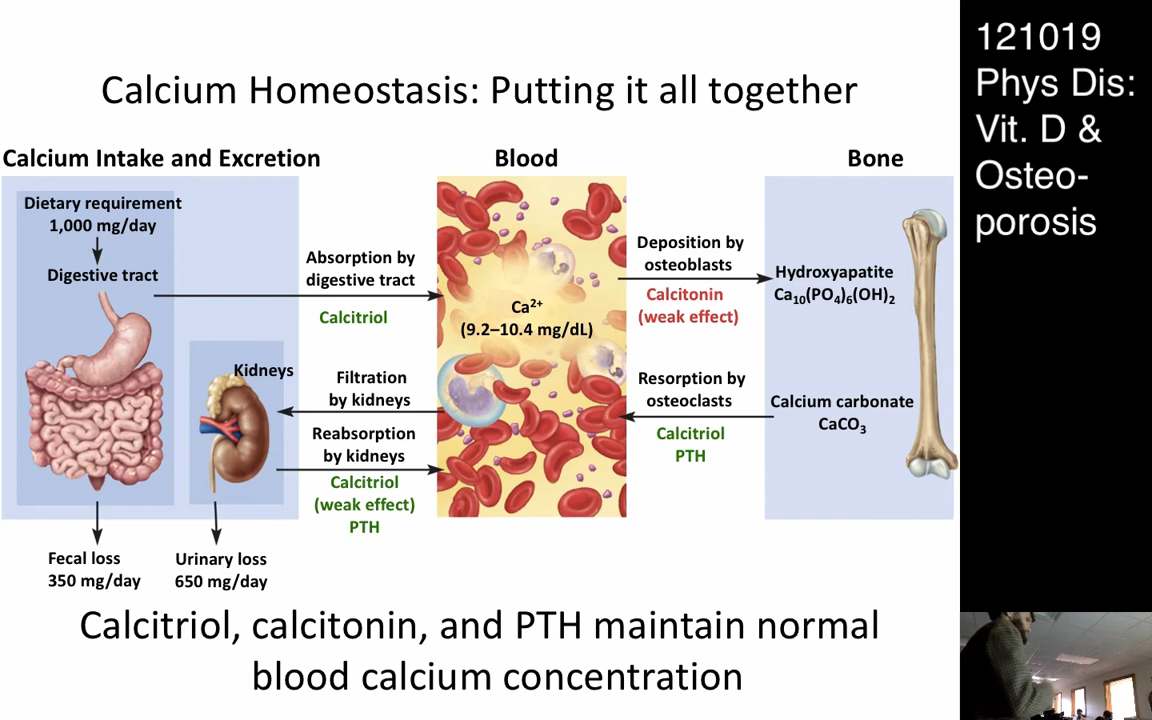 Calcium Homeostasis: Putting it all together
Calcium Intake and Excretion
Blood
Bone
Dietary requirement
1,000 mg/day
Digestive tract
Kidneys
Fecal loss
350 mg/day
Urinary loss
650 mg/day
Absorption by
digestive tract
Calcitriol
Filtration
by kidneys
Reabsorption
by kidneys
Calcitriol
(weak effect)
PTH
Ca²⁺
(9.2–10.4 mg/dL)
Deposition by
osteoblasts
Calcitonin
(weak effect)
Resorption by
osteoclasts
Calcitriol
PTH
Hydroxyapatite
Ca₁₀(PO₄)₆(OH)₂
Calcium carbonate
CaCO₃
Calcitriol, calcitonin, and PTH maintain normal
blood calcium concentration
121019
Phys Dis:
Vit. D &
Osteo-
porosis